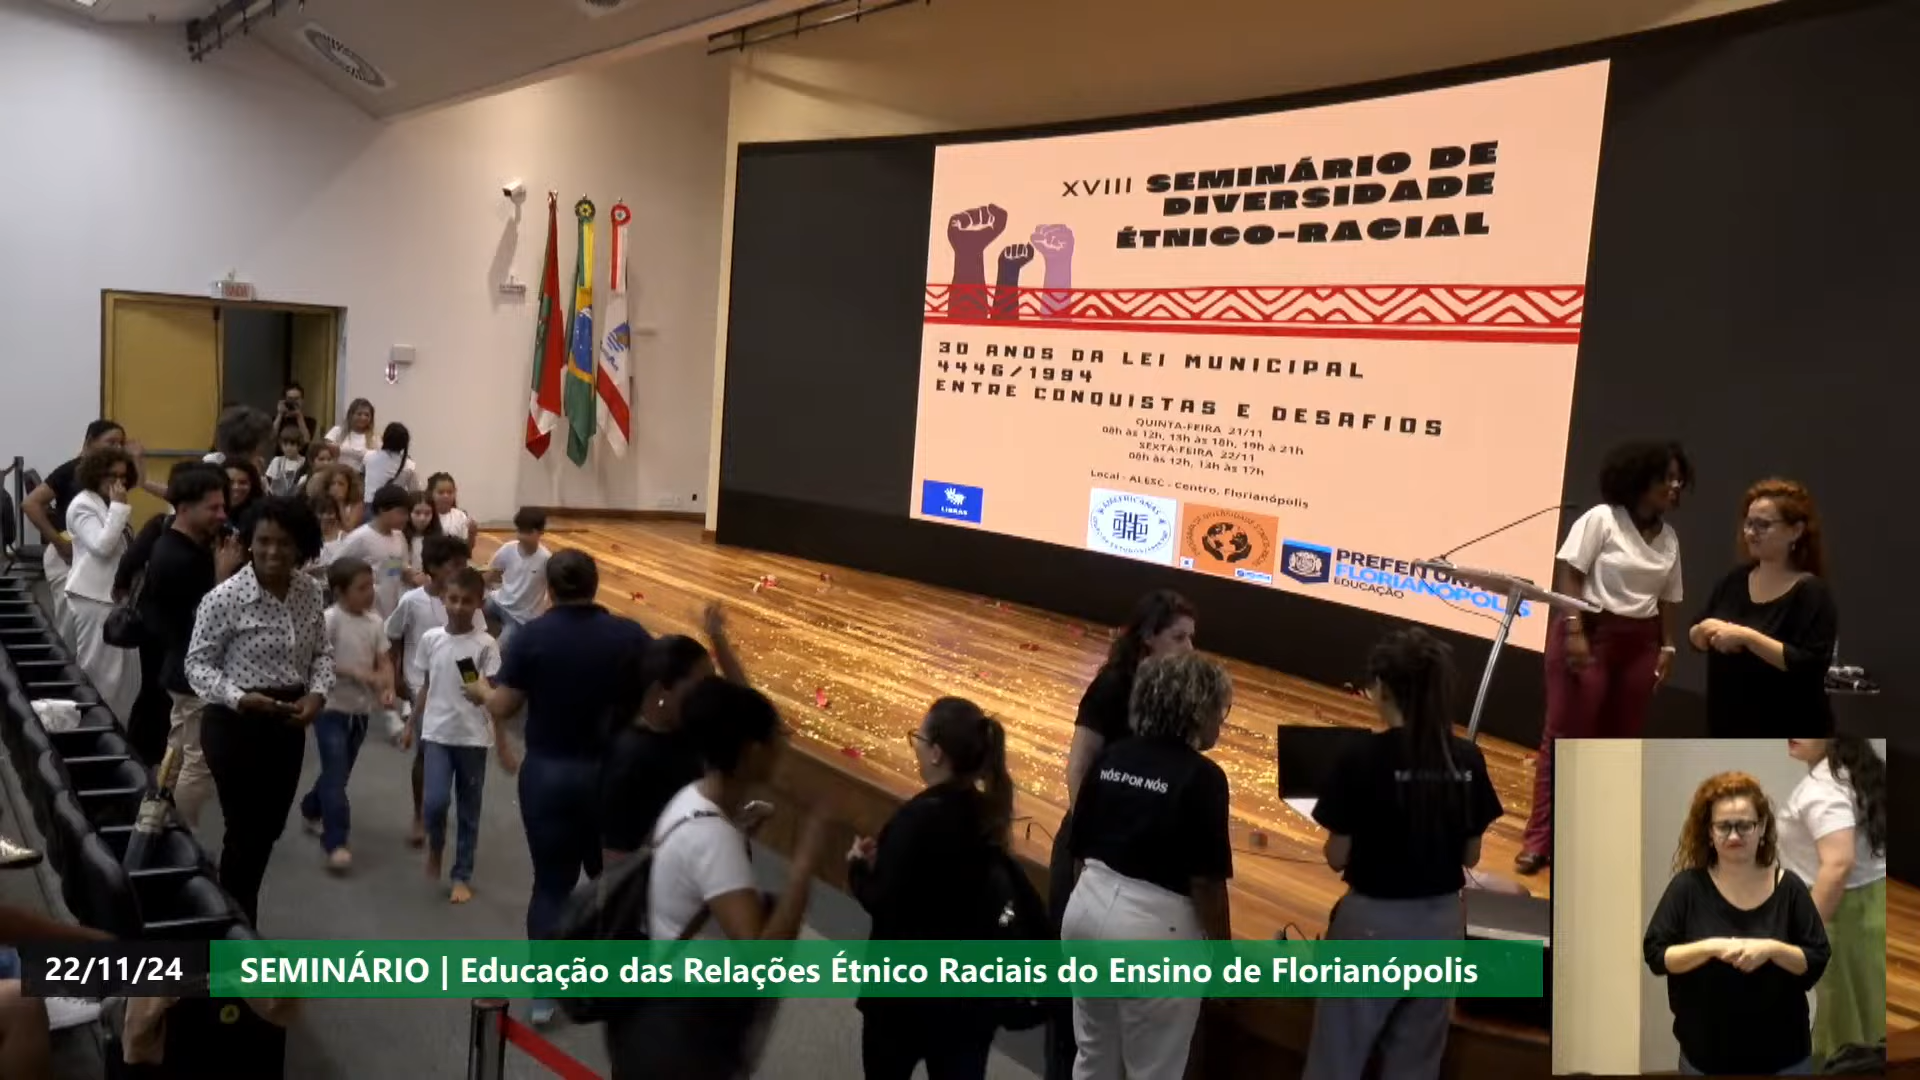 SAÍDA
XVIII SEMINÁRIO DE
DIVERSIDADE
ÉTNICO-RACIAL
30 ANOS DA LEI MUNICIPAL
4446/1994
ENTRE CONQUISTAS E DESAFIOS
QUINTA-FEIRA 21/11
08h às 12h, 13h às 18h, 19h à 21h
SEXTA-FEIRA 22/11
08h às 12h, 13h às 17h
Local - ALESC - Centro, Florianópolis
LIBRAS
PREFEITURA
FLORIANÓPOLIS
EDUCAÇÃO
NÓS POR NÓS
22/11/24
SEMINÁRIO | Educação das Relações Étnico Raciais do Ensino de Florianópolis